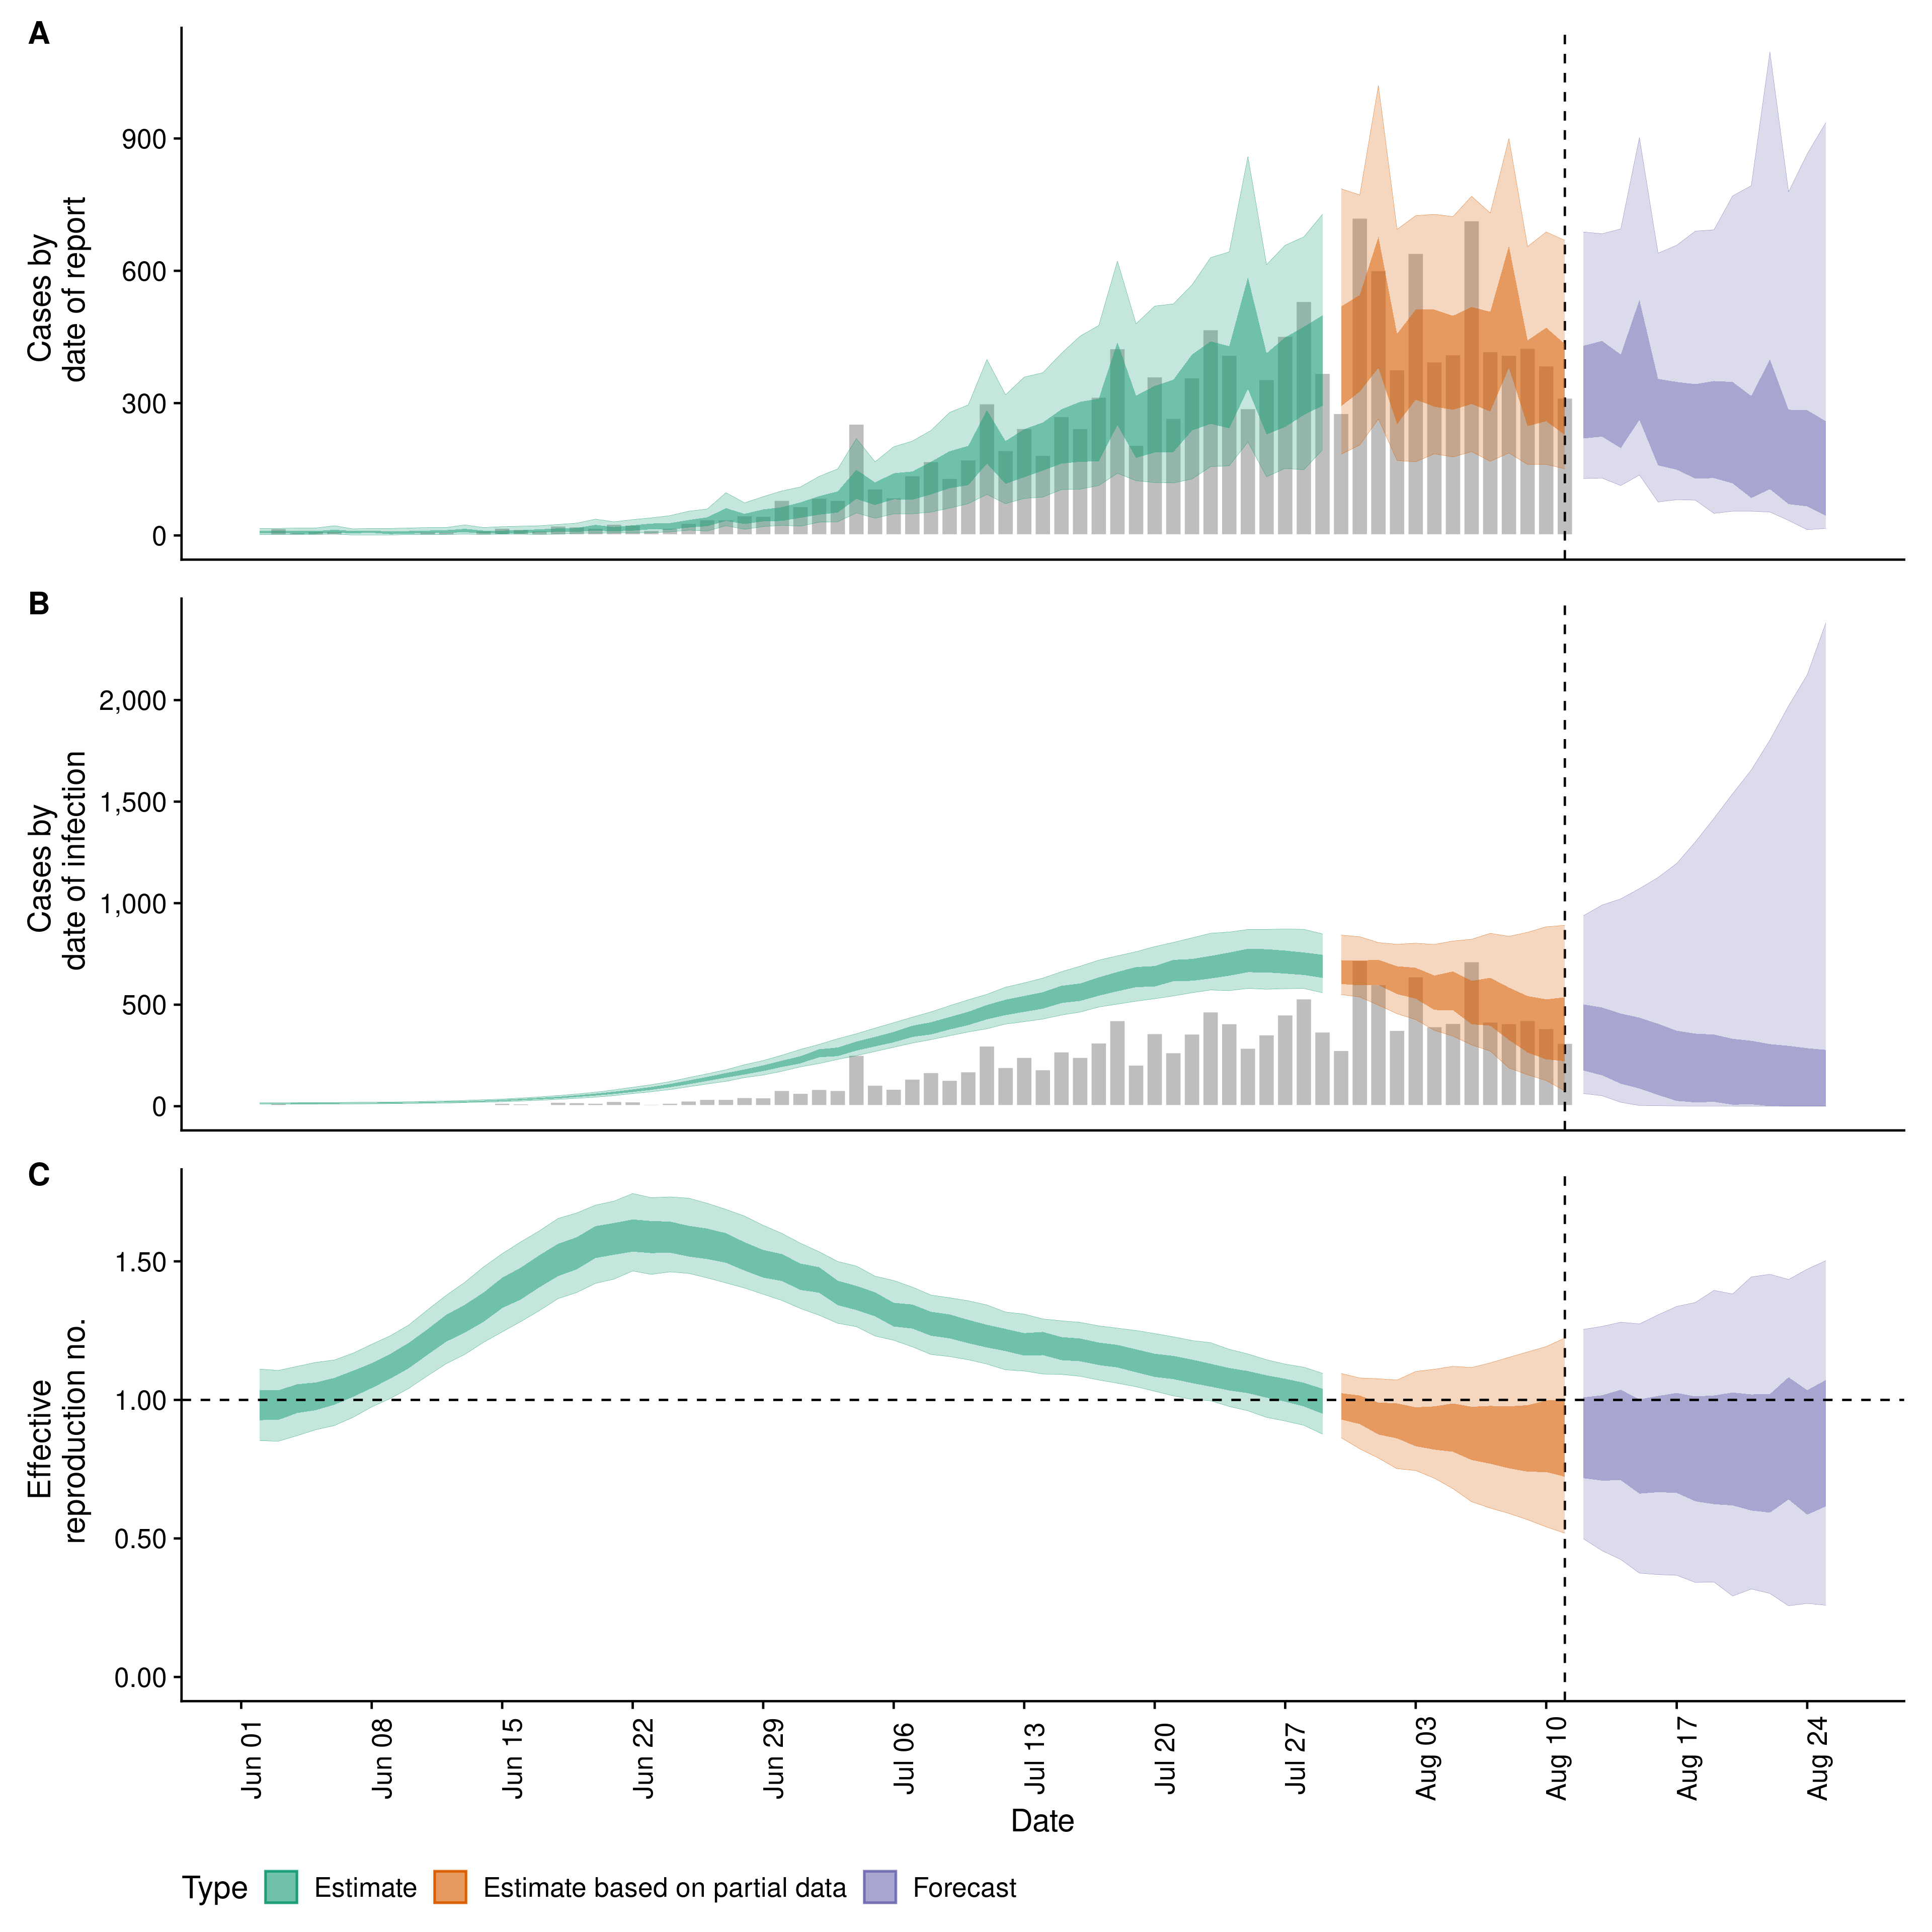 A
Cases by
date of report
900
600
300
0
B
Cases by
date of infection
2,000
1,500
1,000
500
0
C
Effective
reproduction no.
1.50
1.00
0.50
0.00
Jun 01
Jun 08
Jun 15
Jun 22
Jun 29
Jul 06
Jul 13
Jul 20
Jul 27
Aug 03
Aug 10
Aug 17
Aug 24
Date
Type Estimate Estimate based on partial data Forecast